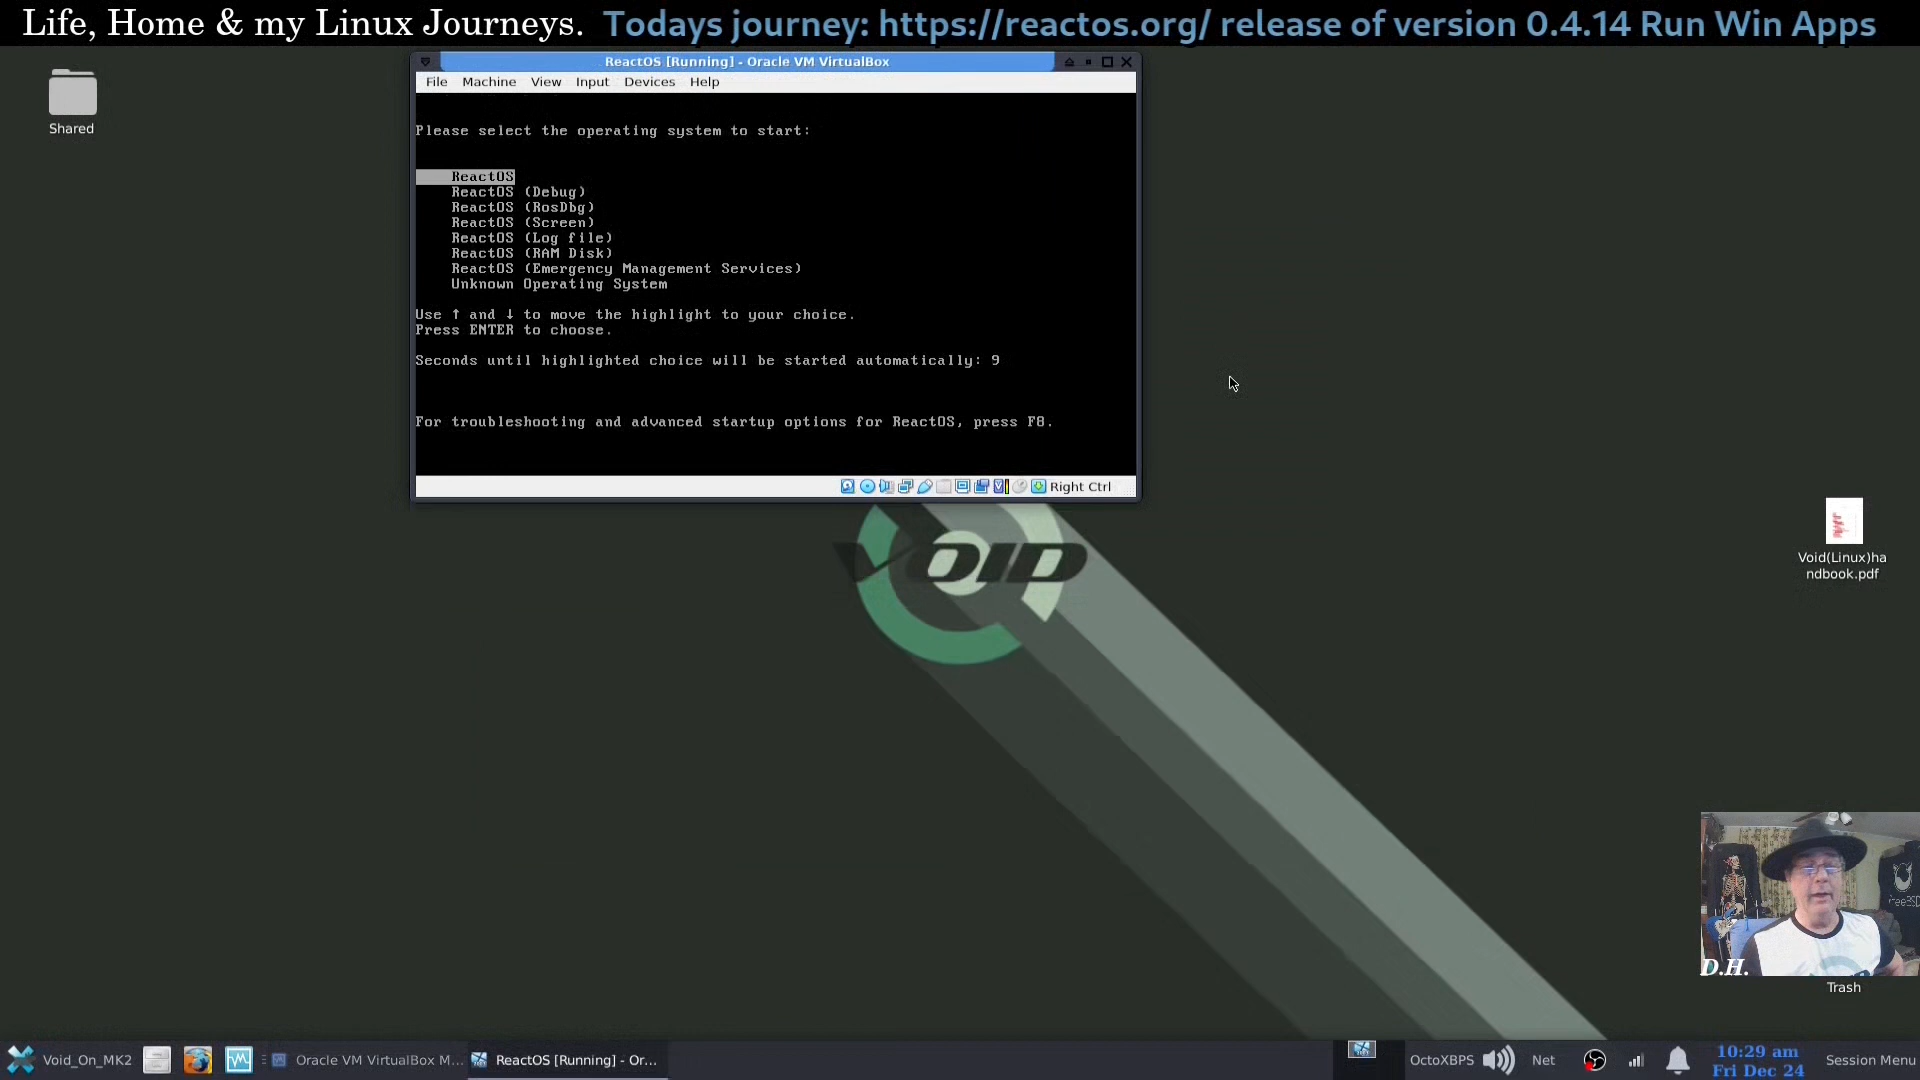 Life, Home & my Linux Journeys. Todays journey: https://reactos.org/ release of version 0.4.14 Run Win Apps
Shared
ReactOS [Running] - Oracle VM VirtualBox
File Machine View Input Devices Help
Please select the operating system to start:
ReactOS
ReactOS (Debug)
ReactOS (RosDbg)
ReactOS (Screen)
ReactOS (Log file)
ReactOS (RAM Disk)
ReactOS (Emergency Management Services)
Unknown Operating System
Use ↑ and ↓ to move the highlight to your choice.
Press ENTER to choose.
Seconds until highlighted choice will be started automatically: 9
For troubleshooting and advanced startup options for ReactOS, press F8.
Right Ctrl
VOID
Void(Linux)ha
ndbook.pdf
D.H.
Trash
Void_On_MK2 Oracle VM VirtualBox M... ReactOS [Running] - Or... OctoXBPS Net 10:29 am Session Menu
Fri Dec 24